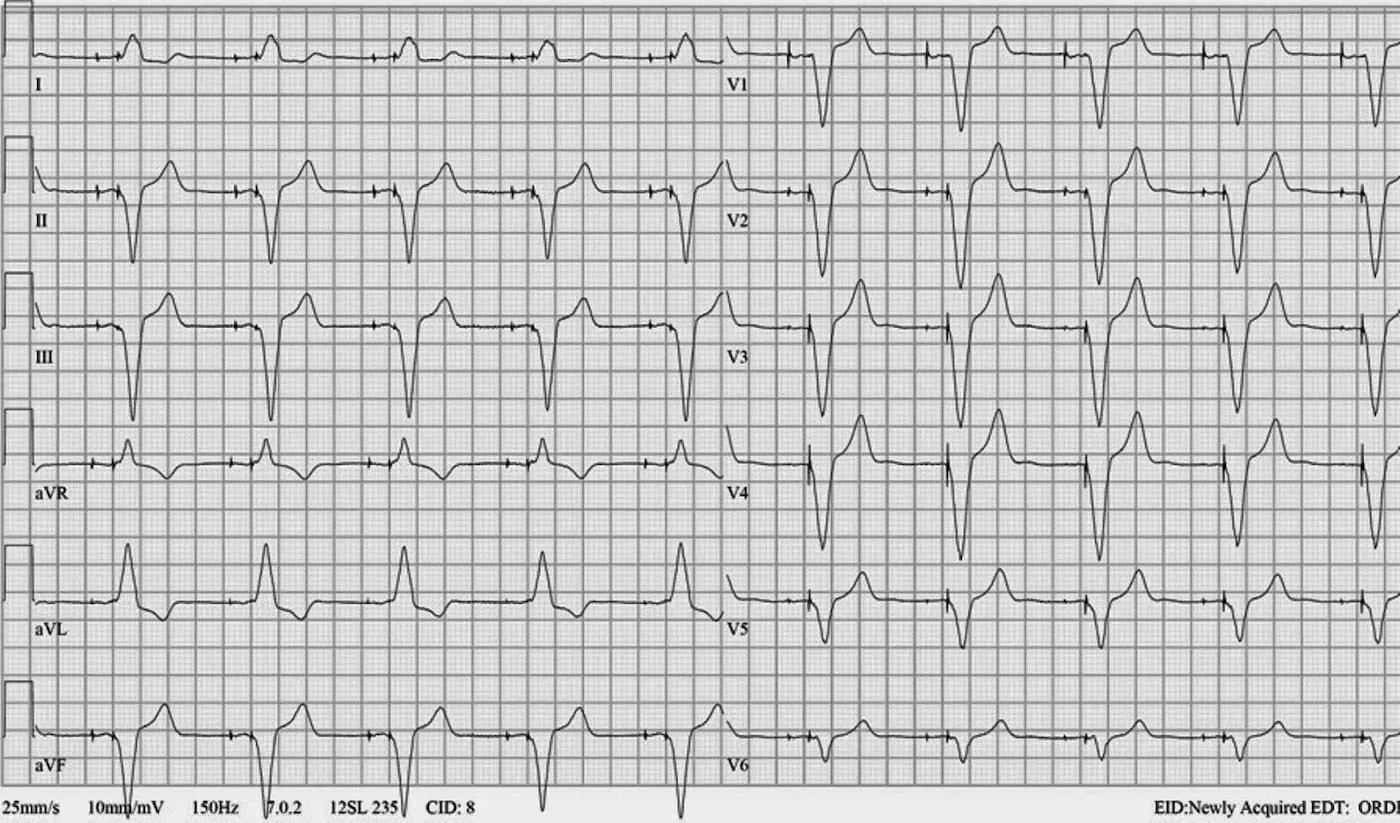 I V1
II V2
III V3
aVR V4
aVL V5
aVF V6
25mm/s 10mm/mV 150Hz 7.0.2 12SL 235 CID: 8 EID:Newly Acquired EDT: ORDE